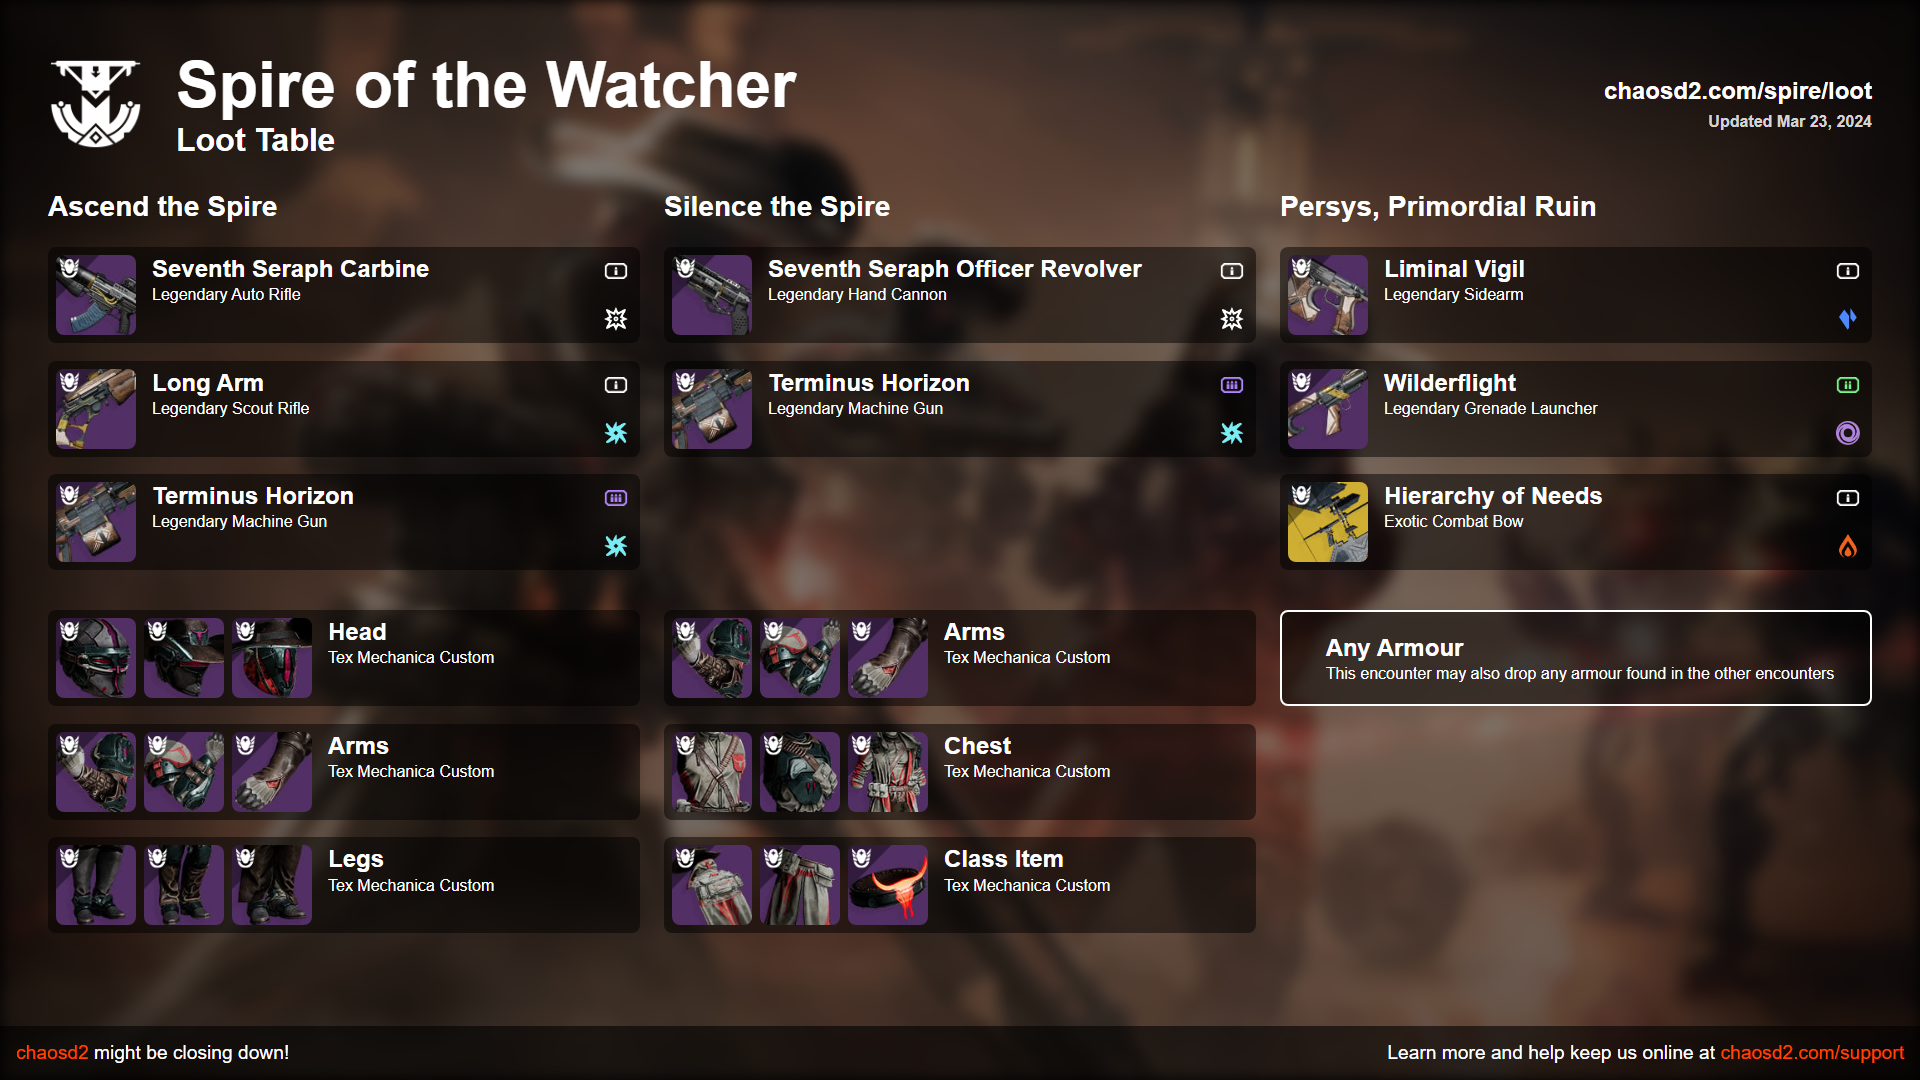 Spire of the Watcher
Loot Table
chaosd2.com/spire/loot
Updated Mar 23, 2024
Ascend the Spire
Seventh Seraph Carbine
Legendary Auto Rifle
Long Arm
Legendary Scout Rifle
Terminus Horizon
Legendary Machine Gun
Head
Tex Mechanica Custom
Arms
Tex Mechanica Custom
Legs
Tex Mechanica Custom
Silence the Spire
Seventh Seraph Officer Revolver
Legendary Hand Cannon
Terminus Horizon
Legendary Machine Gun
Arms
Tex Mechanica Custom
Chest
Tex Mechanica Custom
Class Item
Tex Mechanica Custom
Persys, Primordial Ruin
Liminal Vigil
Legendary Sidearm
Wilderflight
Legendary Grenade Launcher
Hierarchy of Needs
Exotic Combat Bow
Any Armour
This encounter may also drop any armour found in the other encounters
chaosd2 might be closing down!
Learn more and help keep us online at chaosd2.com/support